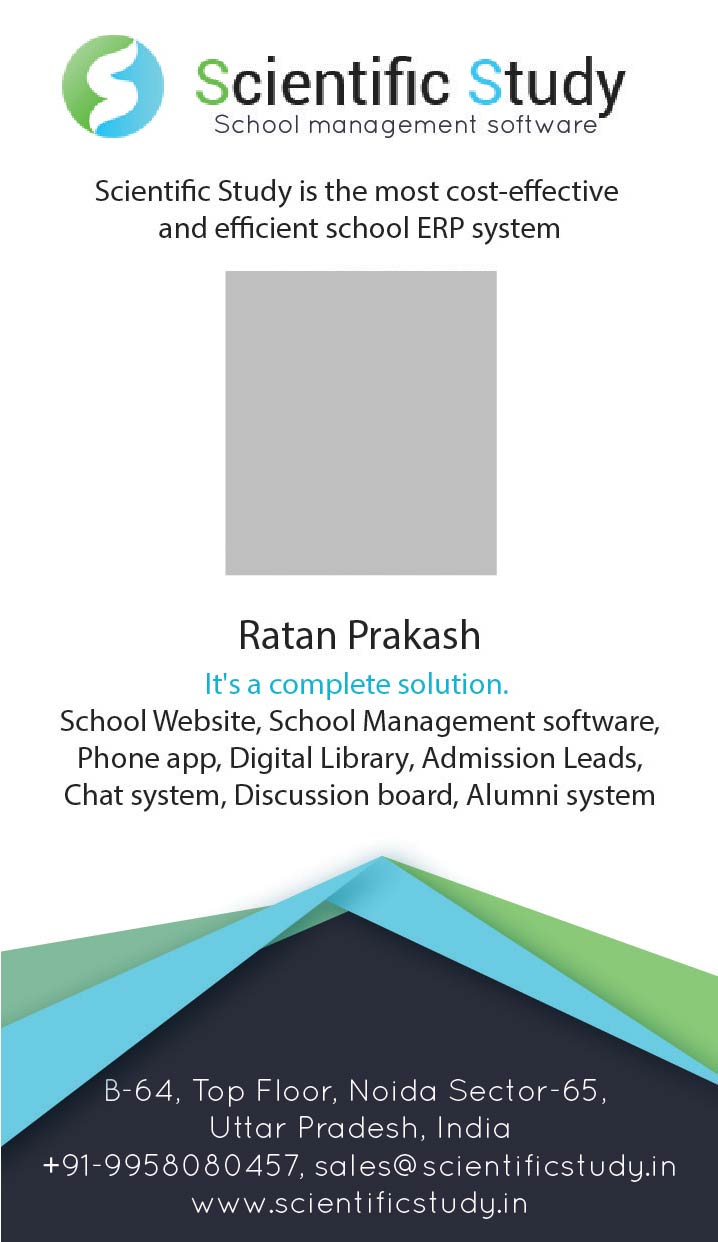 Scientific Study
School management software
Scientific Study is the most cost-effective
and efficient school ERP system
Ratan Prakash
It's a complete solution.
School Website, School Management software,
Phone app, Digital Library, Admission Leads,
Chat system, Discussion board, Alumni system
B-64, Top Floor, Noida Sector-65,
Uttar Pradesh, India
+91-9958080457, sales@scientificstudy.in
www.scientificstudy.in